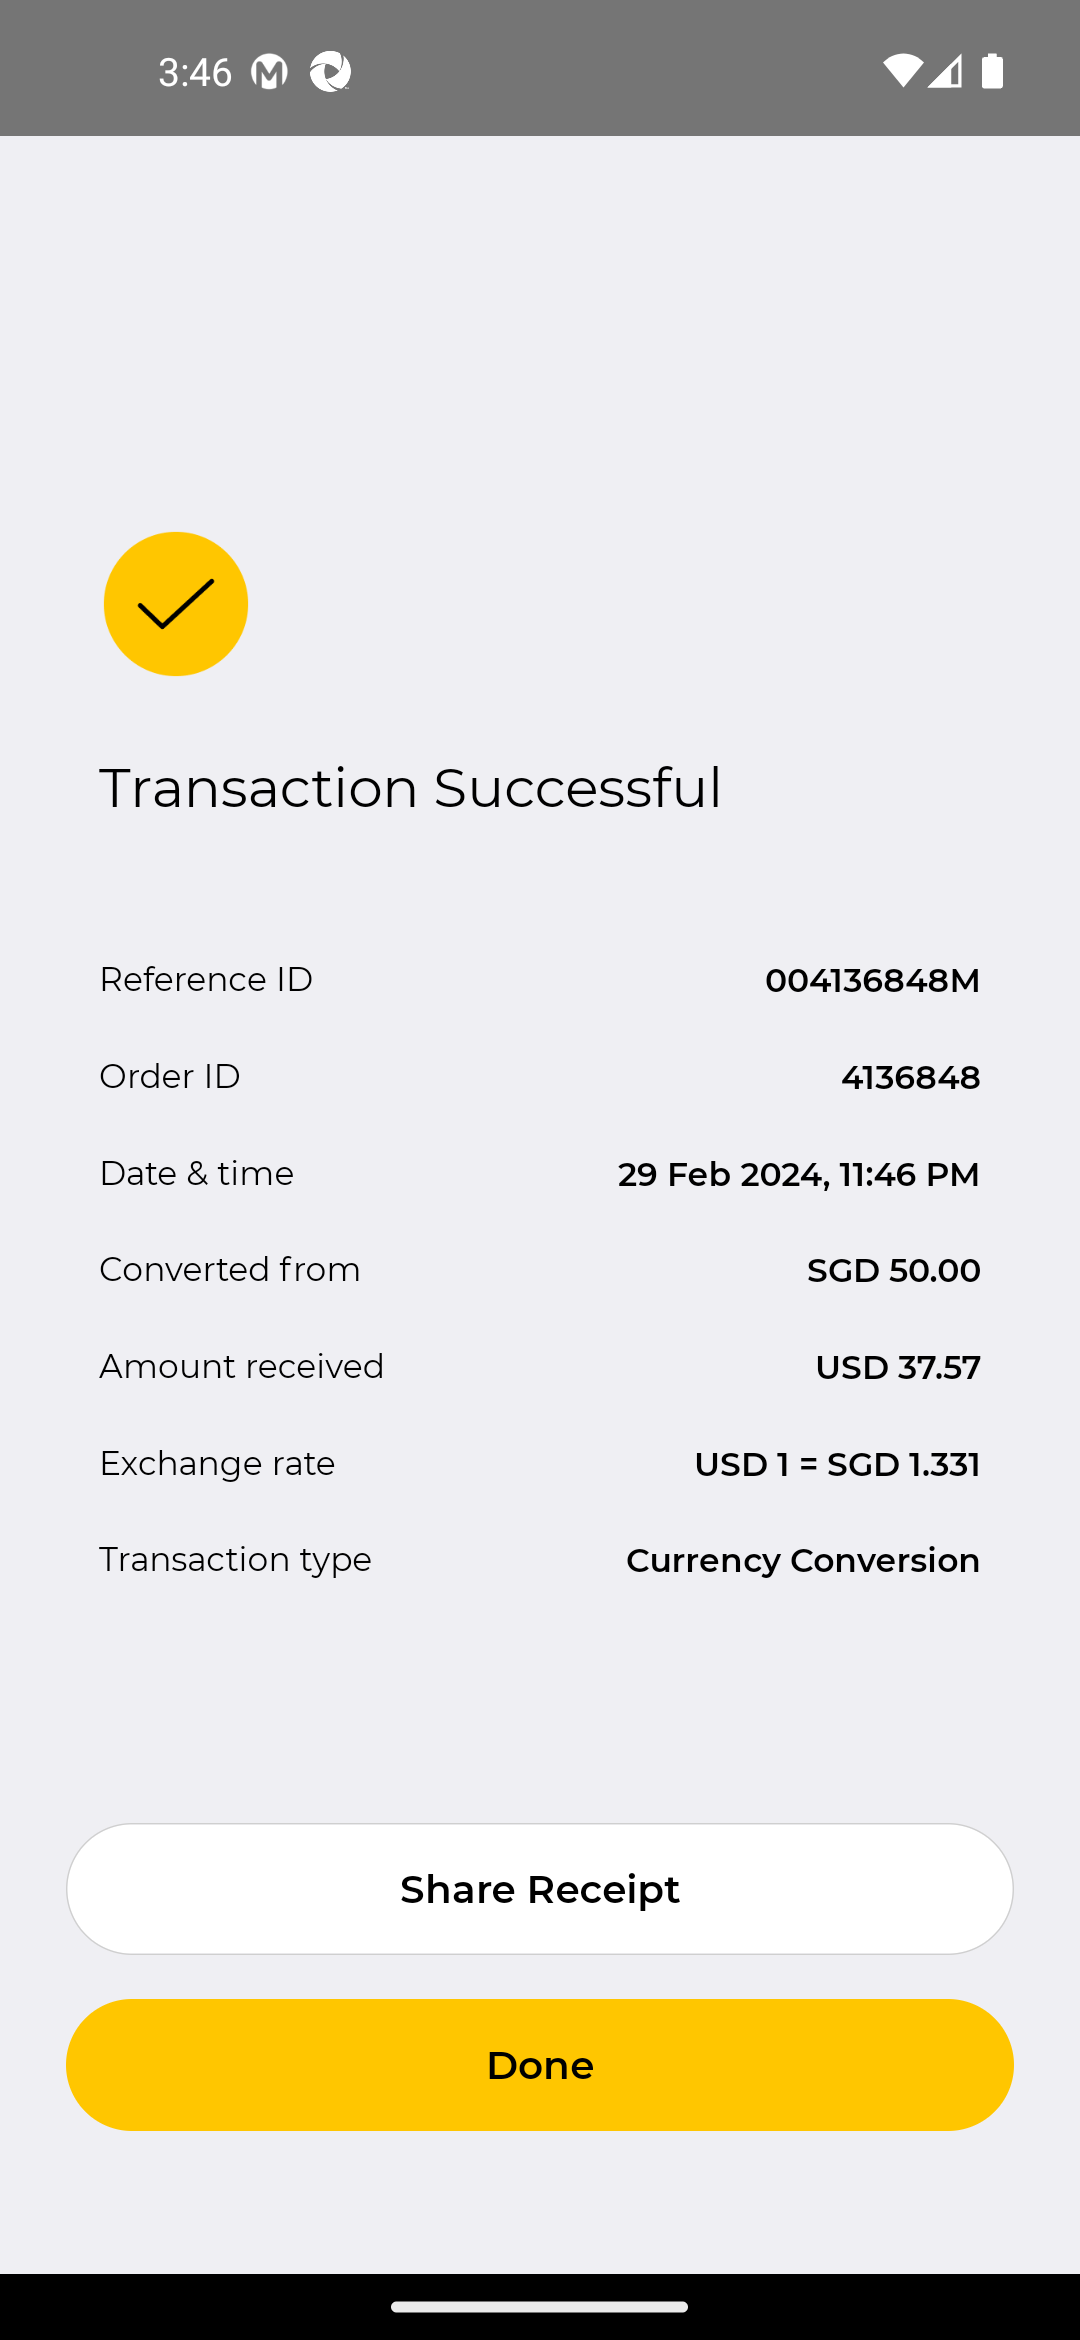 3:46
Transaction Successful
Reference ID 004136848M
Order ID 4136848
Date & time 29 Feb 2024, 11:46 PM
Converted from SGD 50.00
Amount received USD 37.57
Exchange rate USD 1 = SGD 1.331
Transaction type Currency Conversion
Share Receipt
Done